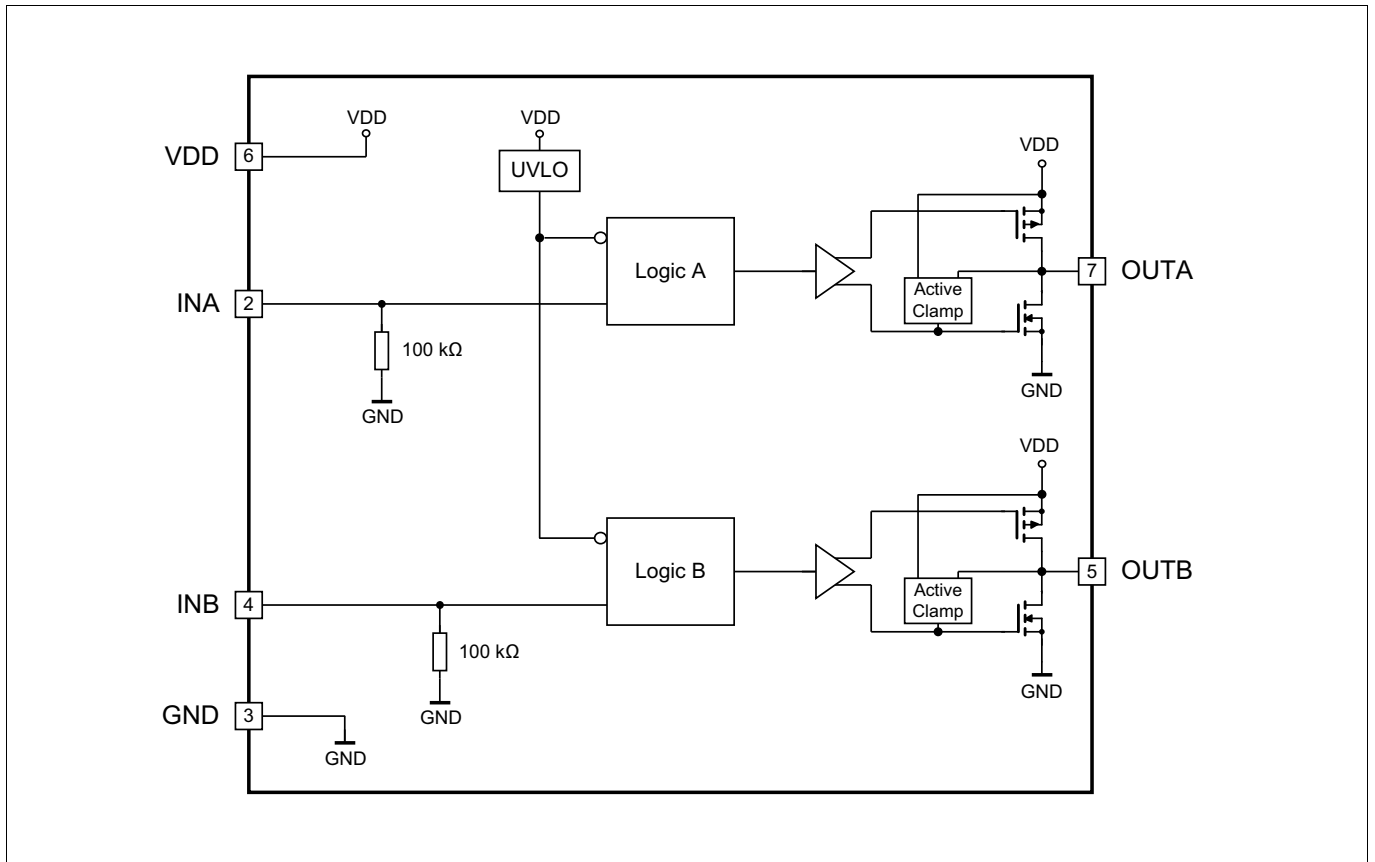 VDD
VDD
VDD
6
VDD
UVLO
Logic A
7
OUTA
Active
Clamp
INA
2
100 kΩ
GND
GND
VDD
Logic B
5
OUTB
Active
Clamp
INB
4
100 kΩ
GND
GND
GND
3
GND